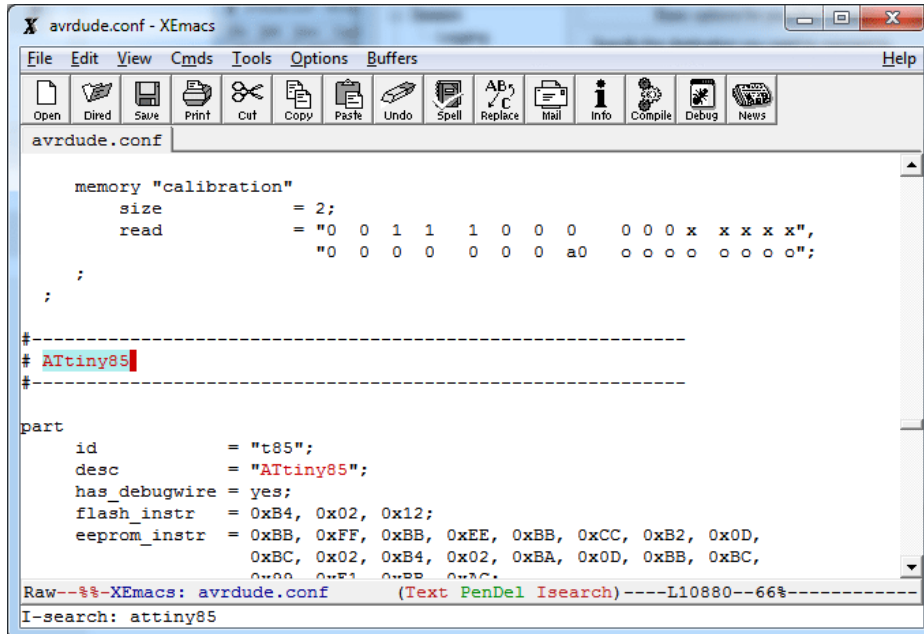 avrdude.conf - XEmacs
File Edit View Cmds Tools Options Buffers Help
Open Dired Save Print Cut Copy Paste Undo Spell Replace Mail Info Compile Debug News
avrdude.conf
memory "calibration"
size = 2;
read = "0 0 1 1 1 0 0 0 0 0 0 x x x x x",
"0 0 0 0 0 0 0 a0 o o o o o o o o";
;
;
#------------------------------------------------------------
# ATtiny85
#------------------------------------------------------------
part
id = "t85";
desc = "ATtiny85";
has_debugwire = yes;
flash_instr = 0xB4, 0x02, 0x12;
eeprom_instr = 0xBB, 0xFF, 0xBB, 0xEE, 0xBB, 0xCC, 0xB2, 0x0D,
0xBC, 0x02, 0xB4, 0x02, 0xBA, 0x0D, 0xBB, 0xBC,
0x99, 0xE1, 0xBB, 0xAC;
Raw--%%-XEmacs: avrdude.conf (Text PenDel Isearch)----L10880--66%------------
I-search: attiny85